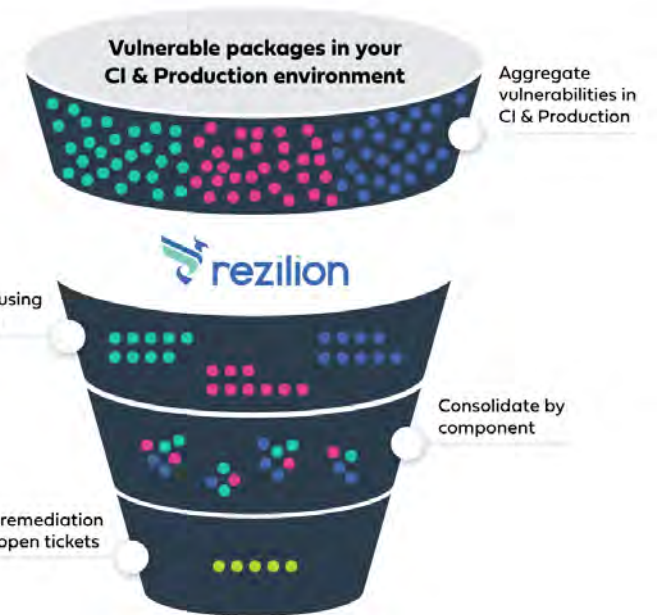 Vulnerable packages in your
CI & Production environment
Aggregate
vulnerabilities in
CI & Production
rezilion
using
Consolidate by
component
remediation
open tickets